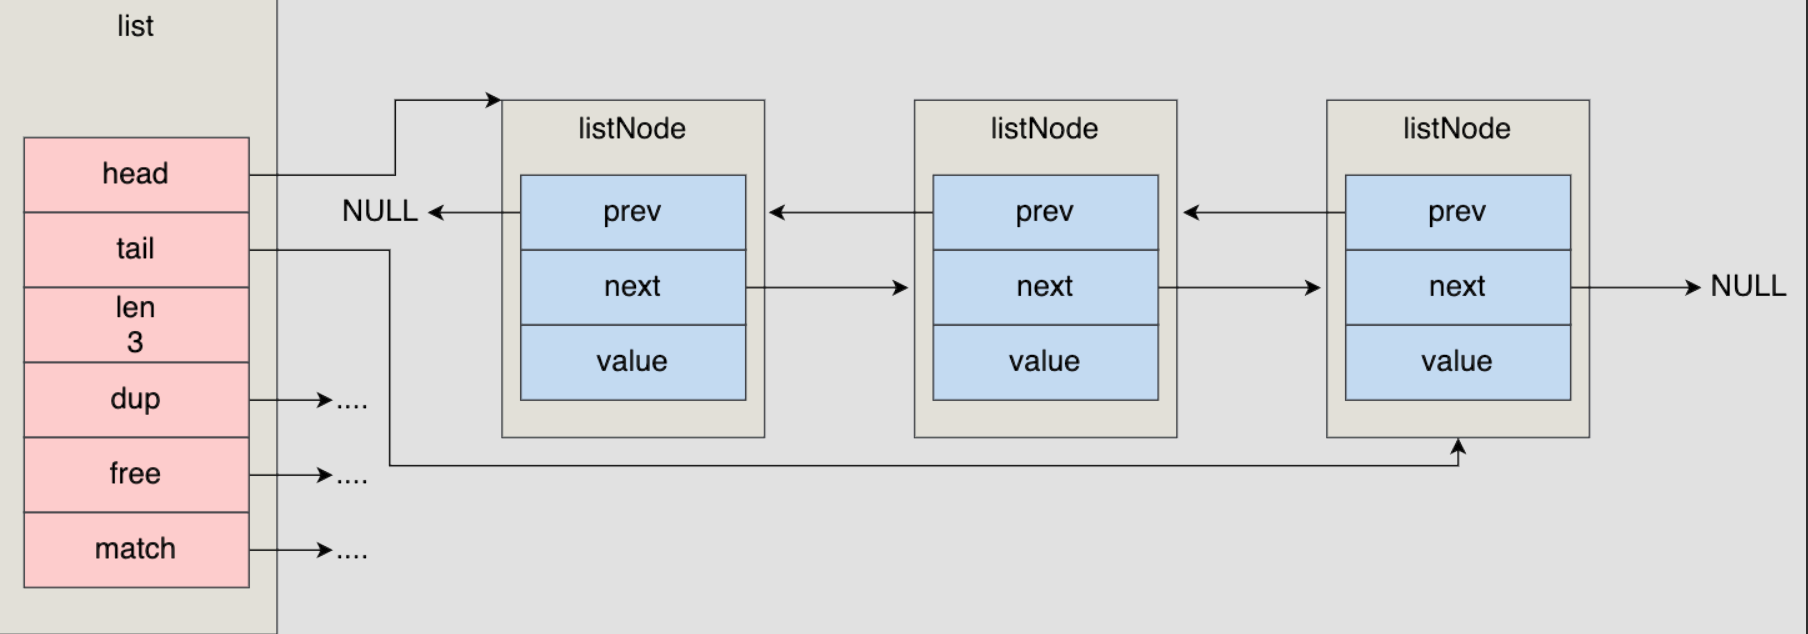 list
head
tail
len
3
dup
....
free
....
match
....
NULL
listNode
prev
next
value
listNode
prev
next
value
listNode
prev
next
value
NULL